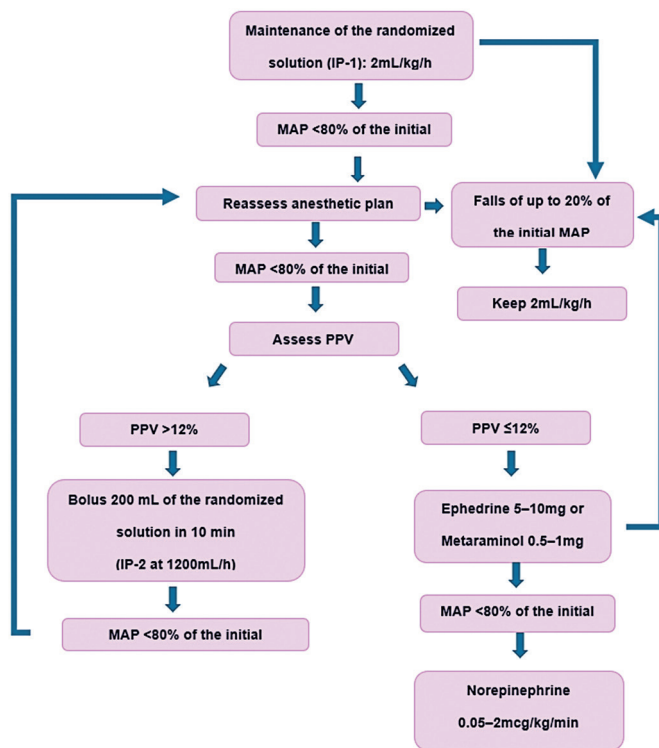 Maintenance of the randomized
solution (IP-1): 2mL/kg/h
MAP <80% of the initial
Reassess anesthetic plan
Falls of up to 20% of
the initial MAP
MAP <80% of the initial
Keep 2mL/kg/h
Assess PPV
PPV >12%
PPV ≤12%
Bolus 200 mL of the randomized
solution in 10 min
(IP-2 at 1200mL/h)
Ephedrine 5–10mg or
Metaraminol 0.5–1mg
MAP <80% of the initial
MAP <80% of the initial
Norepinephrine
0.05–2mcg/kg/min